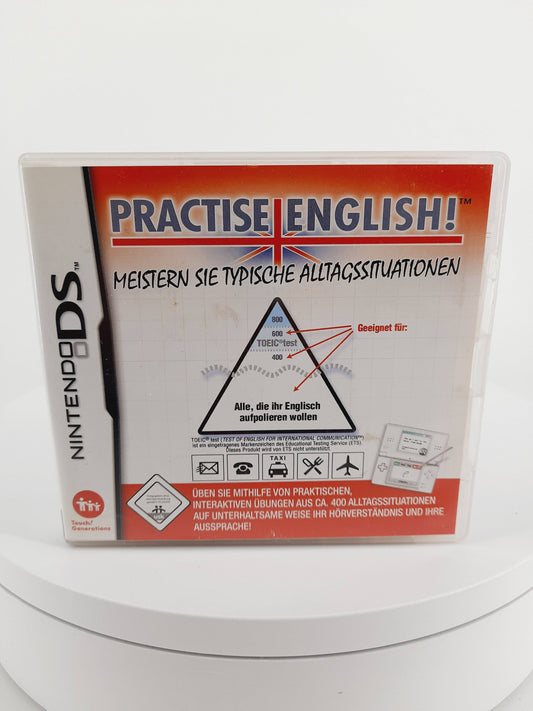 NINTENDO DS™
PRACTISE ENGLISH!™
MEISTERN SIE TYPISCHE ALLTAGSSITUATIONEN
800
600
TOEIC® test
400
Geeignet für:
Alle, die ihr Englisch
aufpolieren wollen
TOEIC® test (TEST OF ENGLISH FOR INTERNATIONAL COMMUNICATION™)
ist ein eingetragenes Markenzeichen des Educational Testing Service (ETS).
Dieses Produkt wird von ETS nicht unterstützt
TAXI
ÜBEN SIE MITHILFE VON PRAKTISCHEN,
INTERAKTIVEN ÜBUNGEN AUS CA. 400 ALLTAGSSITUATIONEN
AUF UNTERHALTSAME WEISE IHR HÖRVERSTÄNDNIS UND IHRE
AUSSPRACHE!
Touch!
Generations